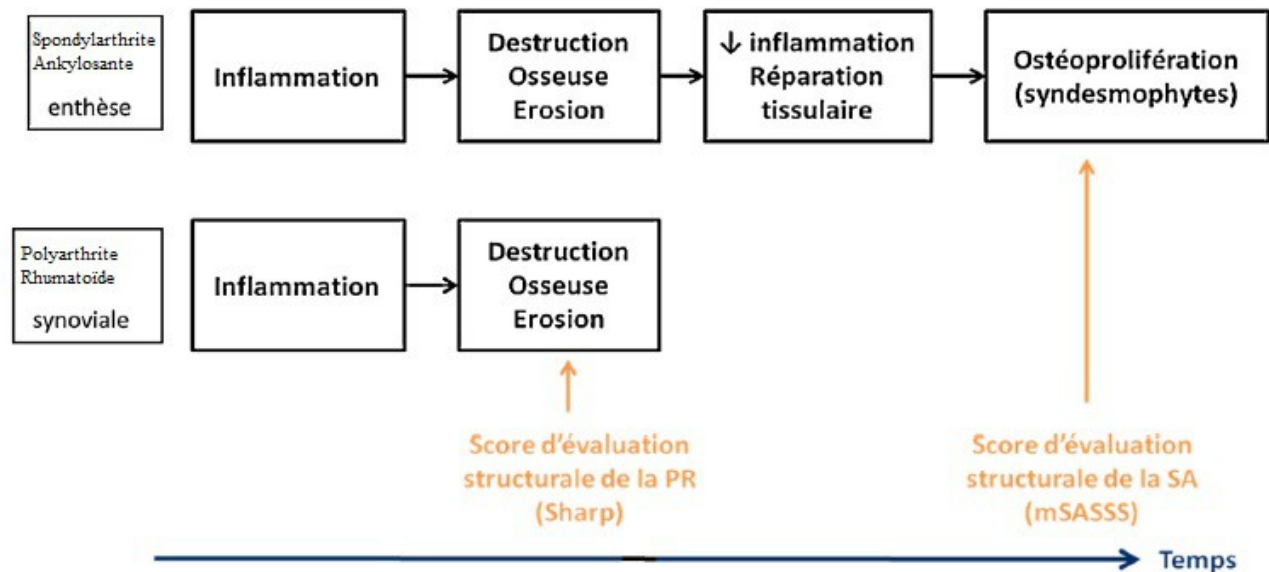 Spondylarthrite
Ankylosante
enthèse
Inflammation
Destruction
Osseuse
Erosion
↓ inflammation
Réparation
tissulaire
Ostéoprolifération
(syndesmophytes)
Polyarthrite
Rhumatoïde
synoviale
Inflammation
Destruction
Osseuse
Erosion
Score d'évaluation
structurale de la PR
(Sharp)
Score d'évaluation
structurale de la SA
(mSASSS)
Temps